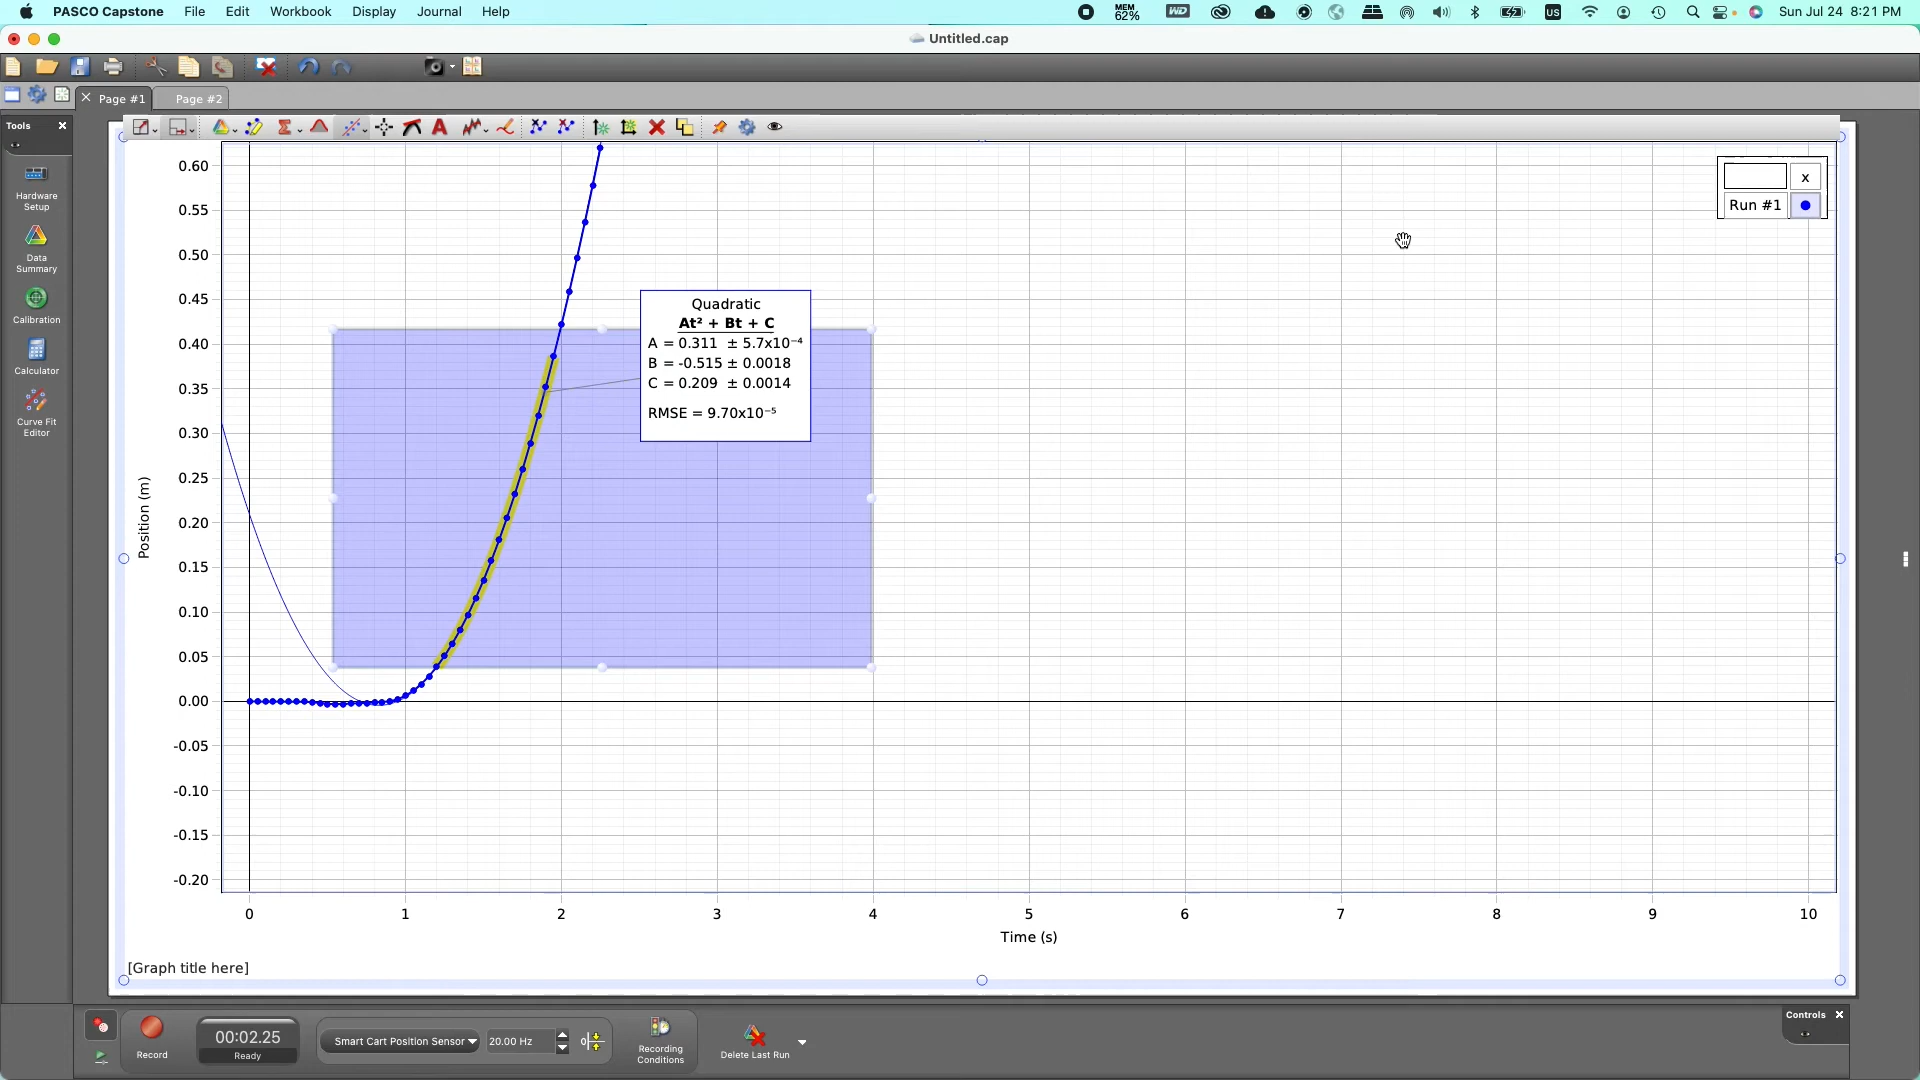 PASCO Capstone File Edit Workbook Display Journal Help MEM 62% WD US Sun Jul 24 8:21 PM
Untitled.cap
Page #1 Page #2
Tools
Hardware
Setup
Data
Summary
Calibration
Calculator
Curve Fit
Editor
Position (m)
0.60
0.55
0.50
0.45
0.40
0.35
0.30
0.25
0.20
0.15
0.10
0.05
0.00
-0.05
-0.10
-0.15
-0.20
x
Run #1
Quadratic
At² + Bt + C
A = 0.311 ± 5.7x10⁻⁴
B = -0.515 ± 0.0018
C = 0.209 ± 0.0014
RMSE = 9.70x10⁻⁵
0 1 2 3 4 5 6 7 8 9 10
Time (s)
[Graph title here]
Record
00:02.25
Ready
Smart Cart Position Sensor
20.00 Hz
0
Recording
Conditions
Delete Last Run
Controls